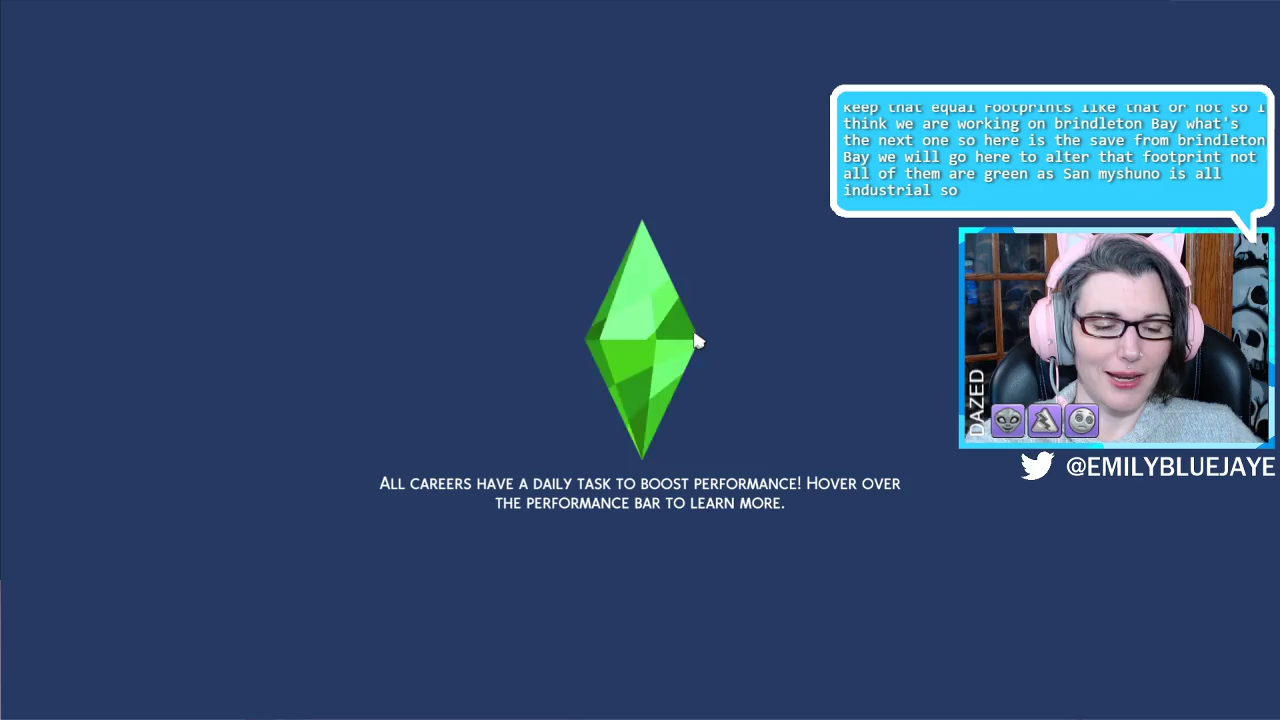 keep that equal Footprints like that or not so I
think we are working on brindleton Bay what's
the next one so here is the save from brindleton
Bay we will go here to alter that footprint not
all of them are green as San myshuno is all
industrial so
DAZED
@EMILYBLUEJAYE
ALL CAREERS HAVE A DAILY TASK TO BOOST PERFORMANCE! HOVER OVER
THE PERFORMANCE BAR TO LEARN MORE.